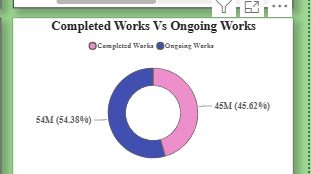 Completed Works Vs Ongoing Works
Completed Works Ongoing Works
45M (45.62%)
54M (54.38%)